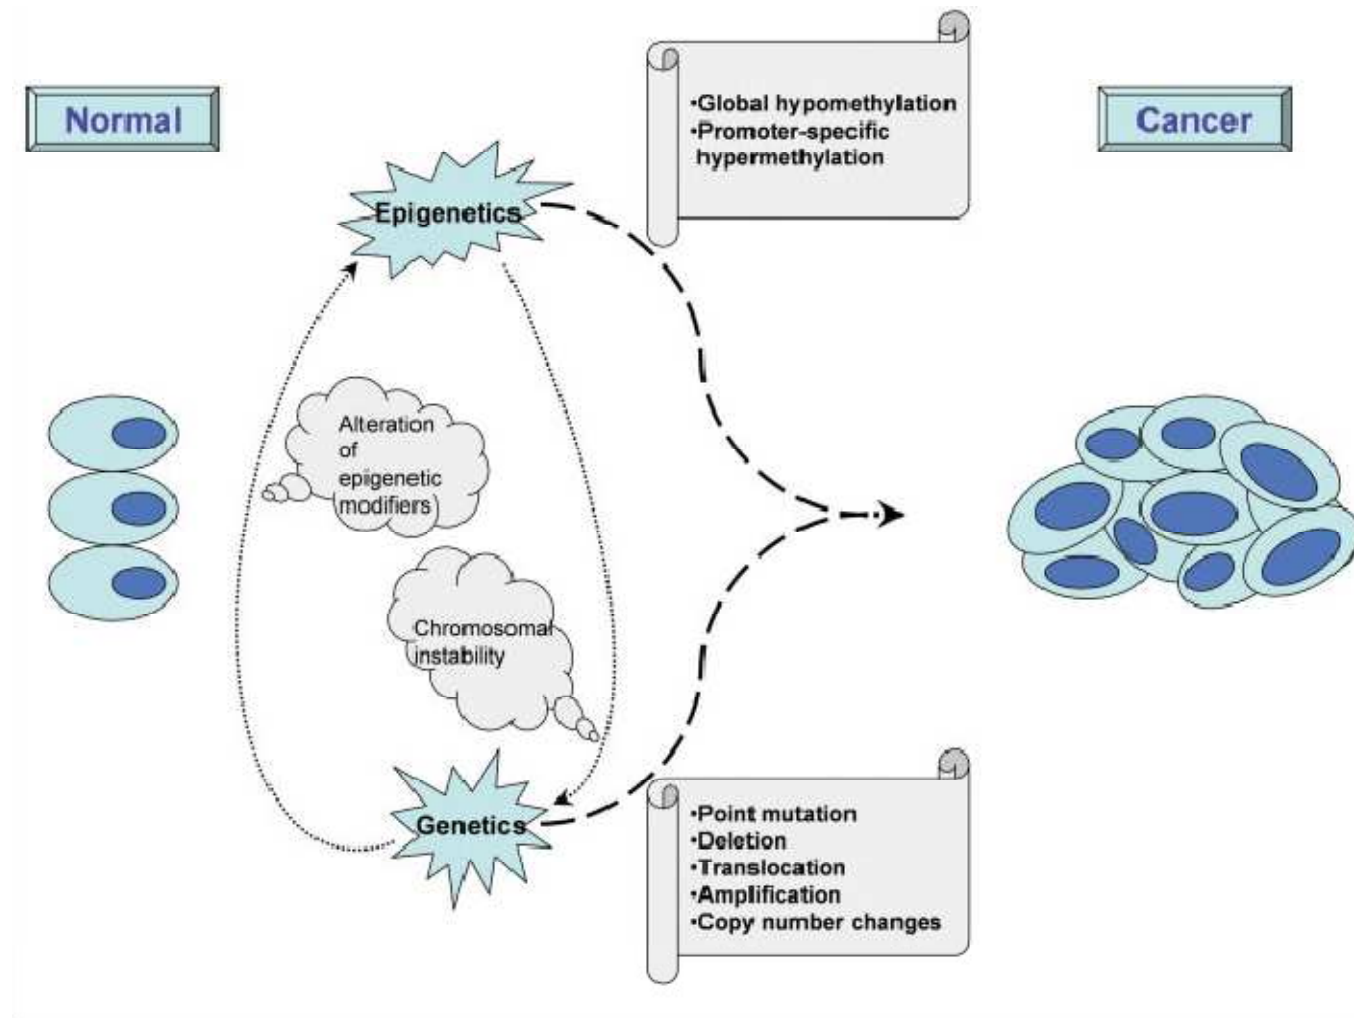 Normal
•Global hypomethylation
•Promoter-specific
hypermethylation
Cancer
Epigenetics
Alteration
of
epigenetic
modifiers
Chromosomal
instability
Genetics
•Point mutation
•Deletion
•Translocation
•Amplification
•Copy number changes